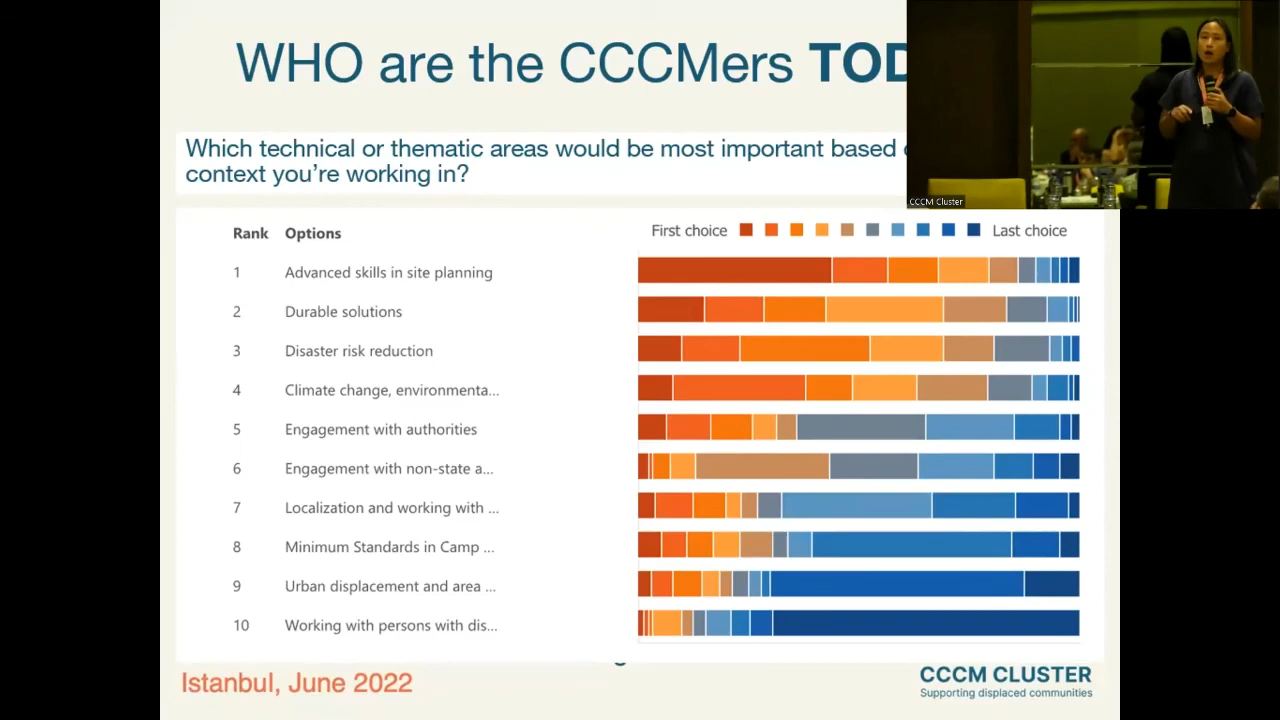 WHO are the CCCMers TOD
Which technical or thematic areas would be most important based
context you're working in?
CCCM Cluster
Rank Options First choice Last choice
1 Advanced skills in site planning
2 Durable solutions
3 Disaster risk reduction
4 Climate change, environmenta...
5 Engagement with authorities
6 Engagement with non-state a...
7 Localization and working with ...
8 Minimum Standards in Camp ...
9 Urban displacement and area ...
10 Working with persons with dis...
Istanbul, June 2022
CCCM CLUSTER
Supporting displaced communities